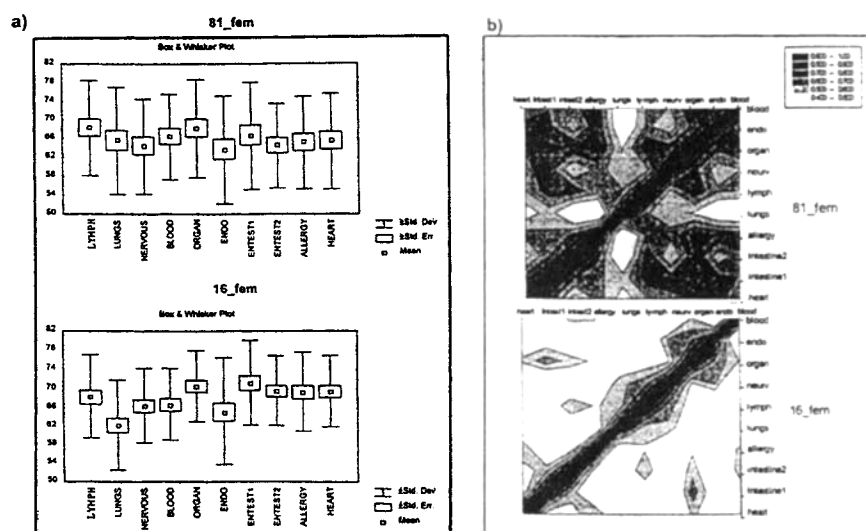 a)
81_fem
Box & Whisker Plot
82
78
74
70
66
62
58
54
50
LYMPH
LUNGS
NERVOUS
BLOOD
ORGAN
ENDO
ENTEST1
ENTEST2
ALLERGY
HEART
±Std. Dev
±Std. Err
Mean
16_fem
Box & Whisker Plot
82
78
74
70
66
62
58
54
50
LYMPH
LUNGS
NERVOUS
BLOOD
ORGAN
ENDO
ENTEST1
ENTEST2
ALLERGY
HEART
±Std. Dev
±Std. Err
Mean
b)
heart intest1 intest2 allergy lungs lymph neurv organ endo blood
blood
endo
organ
neurv
lymph
lungs
allergy
intestine2
intestine1
heart
81_fem
heart intest1 intest2 allergy lungs lymph neurv organ endo blood
blood
endo
organ
neurv
lymph
lungs
allergy
intestine2
intestine1
heart
16_fem